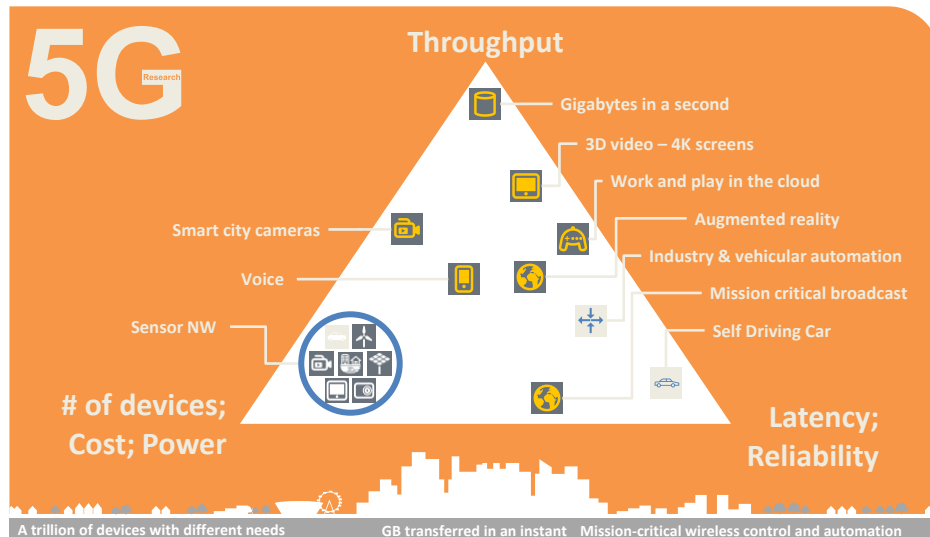 5G
Research
Throughput
Gigabytes in a second
3D video – 4K screens
Work and play in the cloud
Augmented reality
Smart city cameras
Industry & vehicular automation
Voice
Mission critical broadcast
Sensor NW
Self Driving Car
# of devices;
Cost; Power
Latency;
Reliability
A trillion of devices with different needs
GB transferred in an instant
Mission-critical wireless control and automation